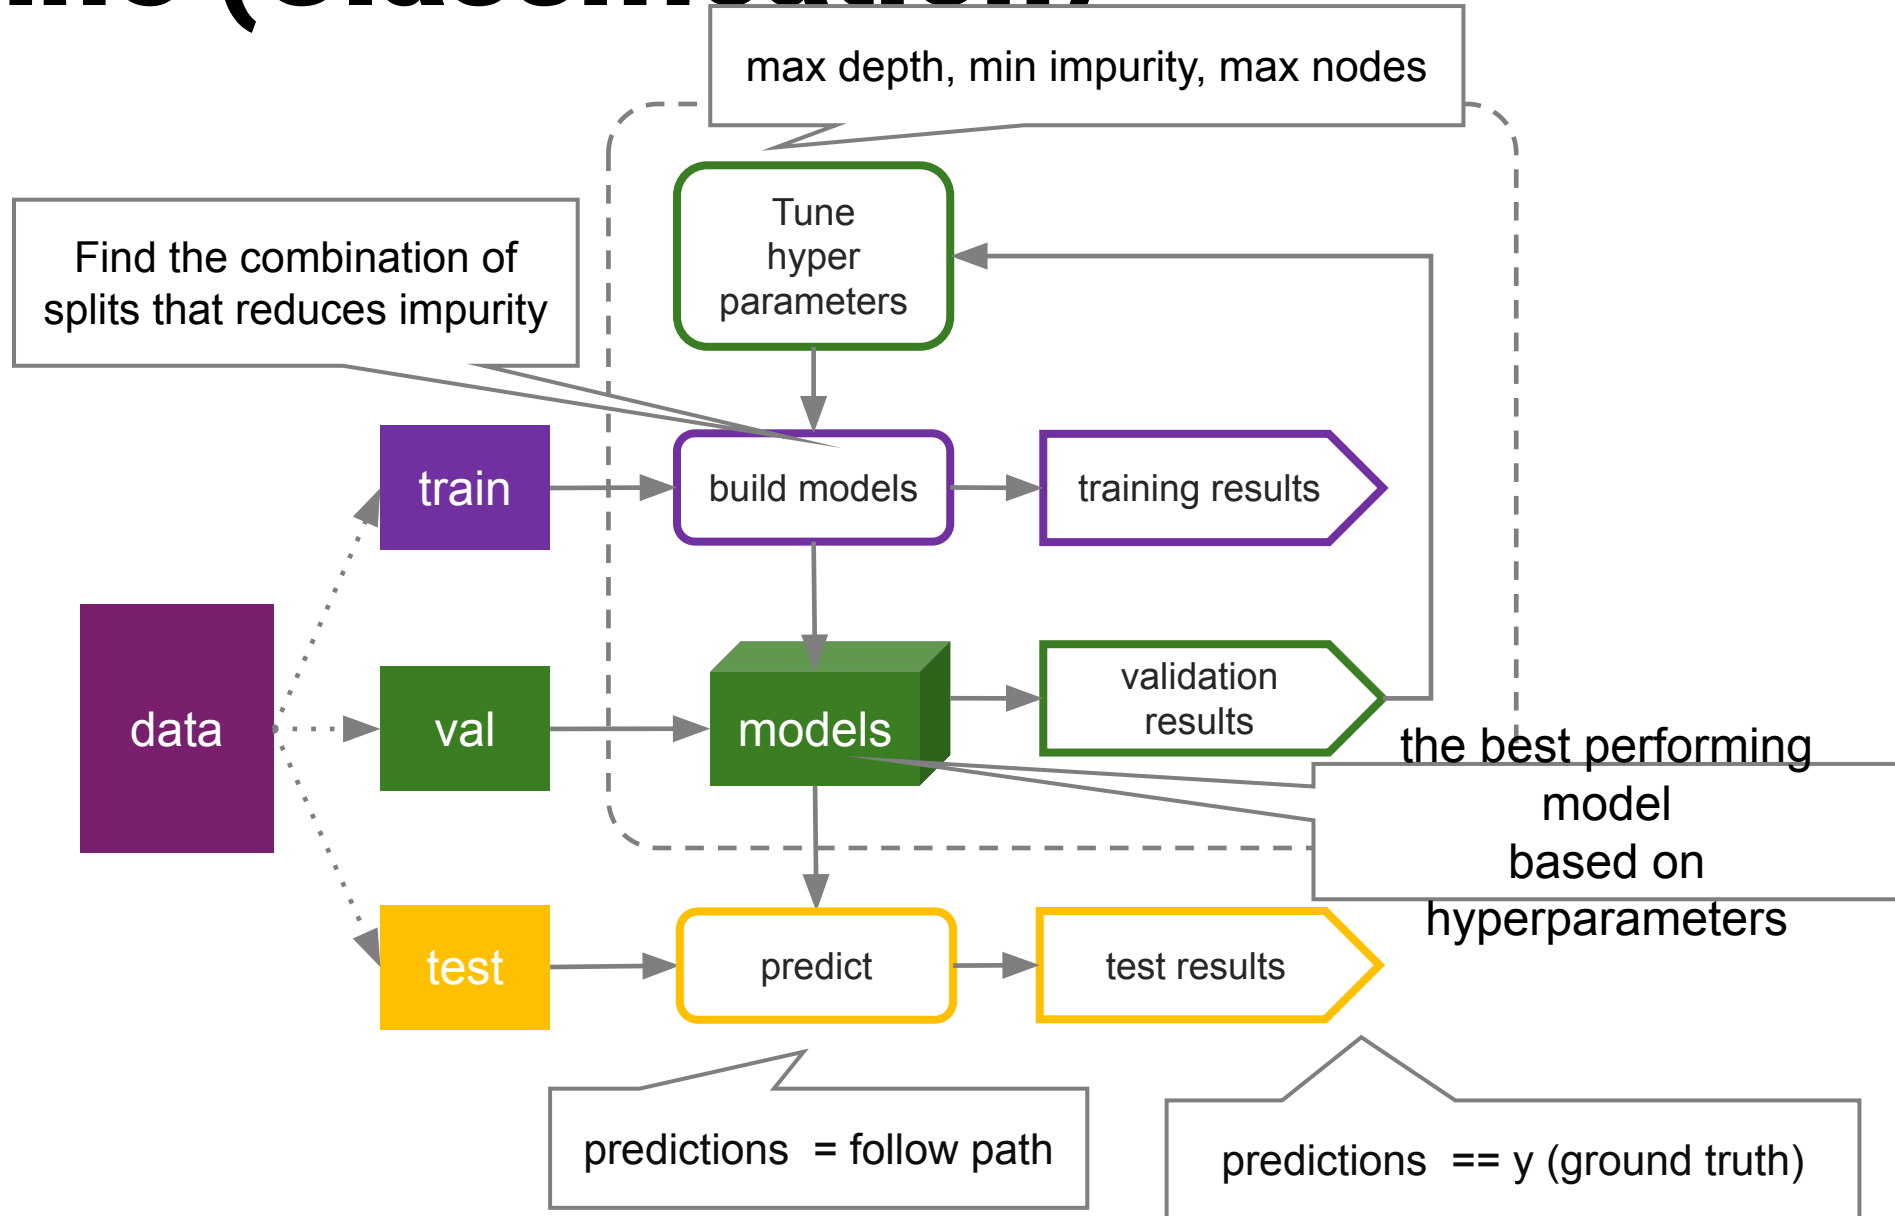 (Classification)
max depth, min impurity, max nodes
Tune
hyper
parameters
Find the combination of
splits that reduces impurity
train
build models
training results
data
val
models
validation
results
the best performing
model
based on
hyperparameters
test
predict
test results
predictions = follow path
predictions == y (ground truth)